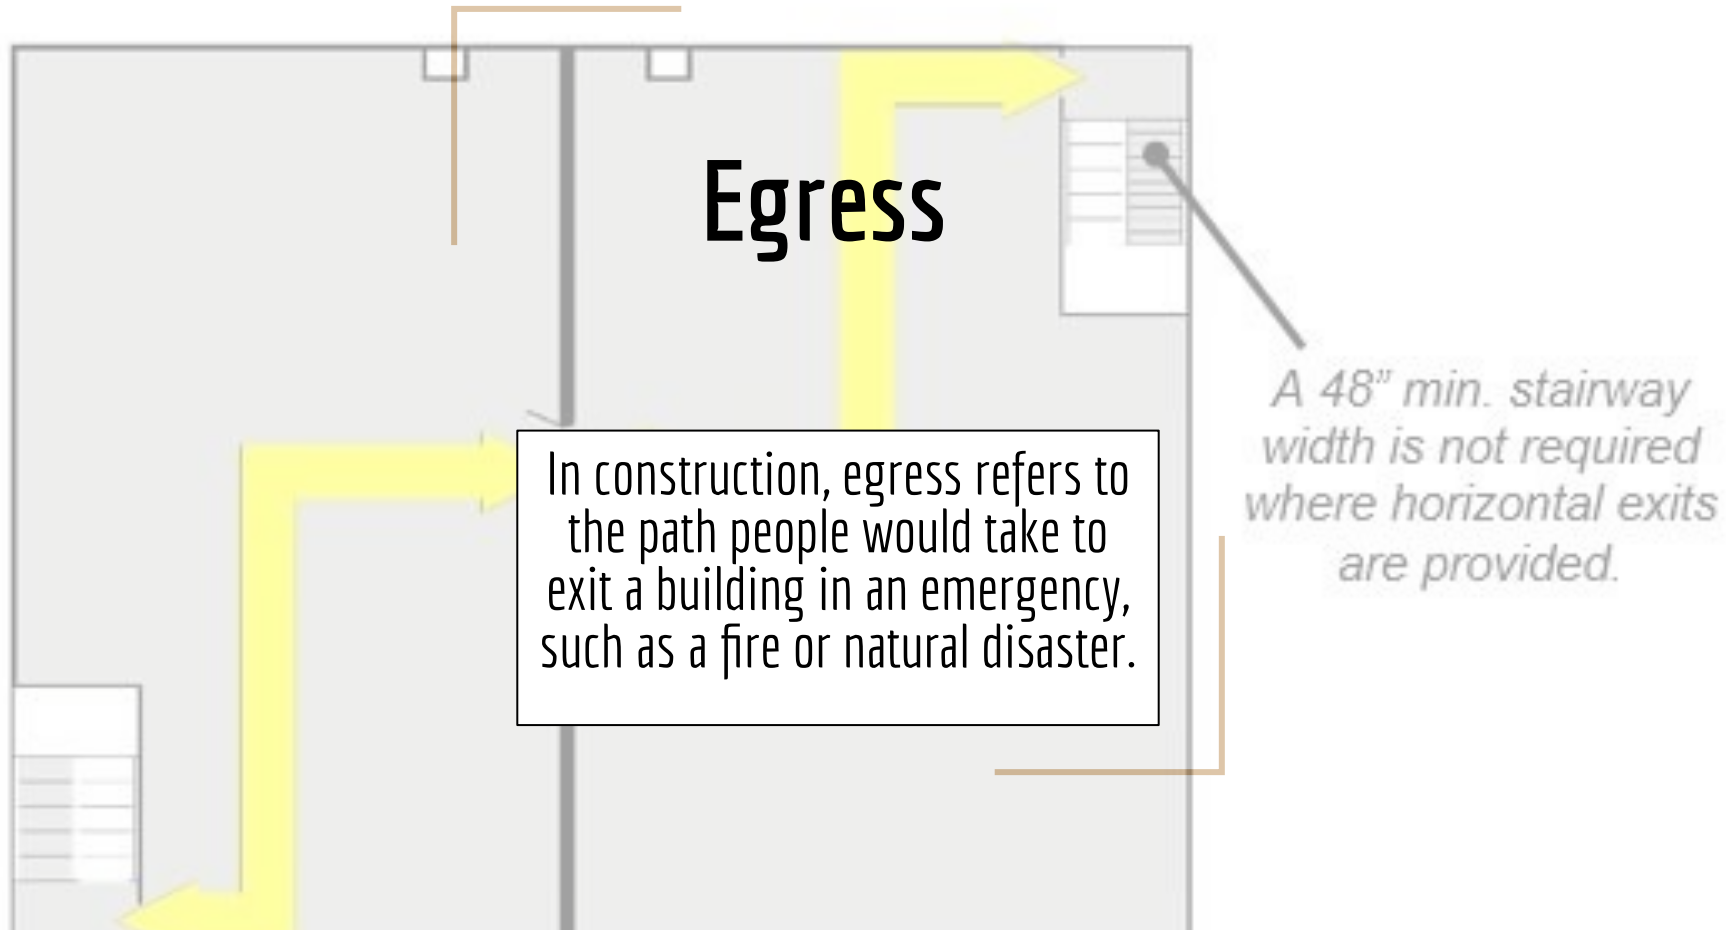 Egress
A 48” min. stairway
width is not required
where horizontal exits
are provided.
In construction, egress refers to
the path people would take to
exit a building in an emergency,
such as a fire or natural disaster.